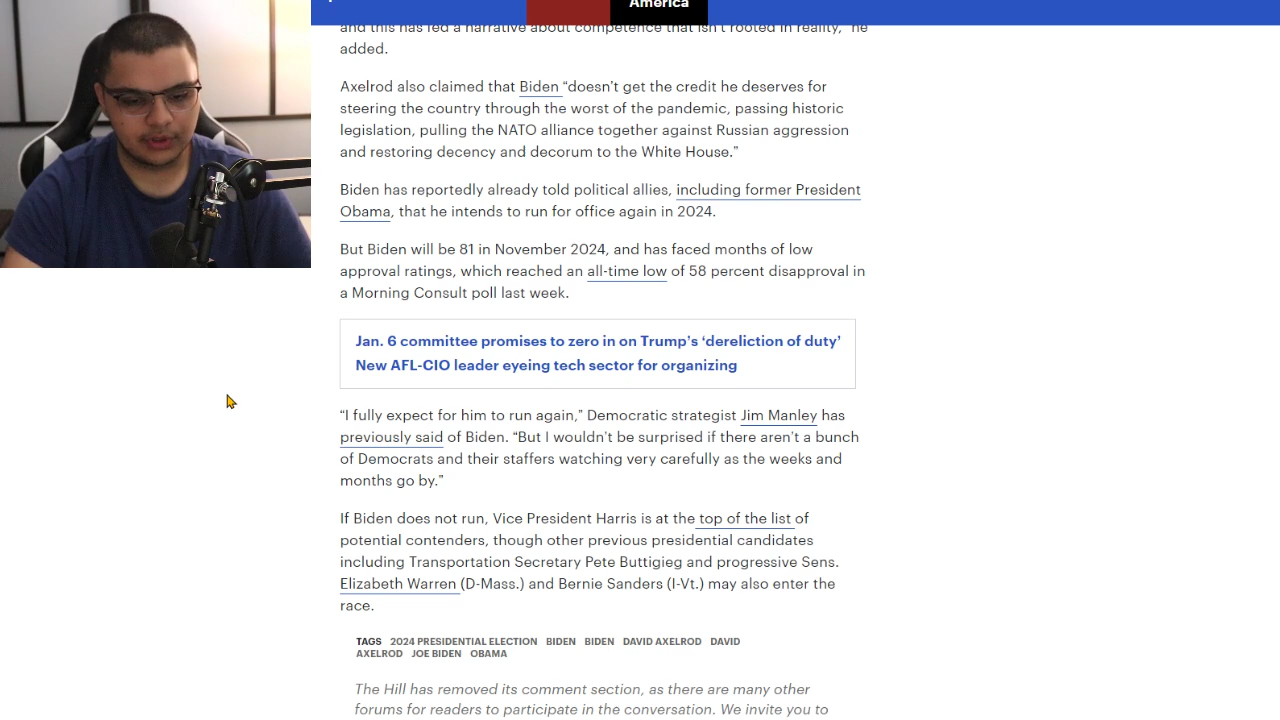 America
and this has fed a narrative about competence that isn't rooted in reality,” he
added.
Axelrod also claimed that Biden “doesn't get the credit he deserves for
steering the country through the worst of the pandemic, passing historic
legislation, pulling the NATO alliance together against Russian aggression
and restoring decency and decorum to the White House.”
Biden has reportedly already told political allies, including former President
Obama, that he intends to run for office again in 2024.
But Biden will be 81 in November 2024, and has faced months of low
approval ratings, which reached an all-time low of 58 percent disapproval in
a Morning Consult poll last week.
Jan. 6 committee promises to zero in on Trump's ‘dereliction of duty’
New AFL-CIO leader eyeing tech sector for organizing
“I fully expect for him to run again,” Democratic strategist Jim Manley has
previously said of Biden. “But I wouldn't be surprised if there aren't a bunch
of Democrats and their staffers watching very carefully as the weeks and
months go by.”
If Biden does not run, Vice President Harris is at the top of the list of
potential contenders, though other previous presidential candidates
including Transportation Secretary Pete Buttigieg and progressive Sens.
Elizabeth Warren (D-Mass.) and Bernie Sanders (I-Vt.) may also enter the
race.
TAGS 2024 PRESIDENTIAL ELECTION BIDEN BIDEN DAVID AXELROD DAVID
AXELROD JOE BIDEN OBAMA
The Hill has removed its comment section, as there are many other
forums for readers to participate in the conversation. We invite you to